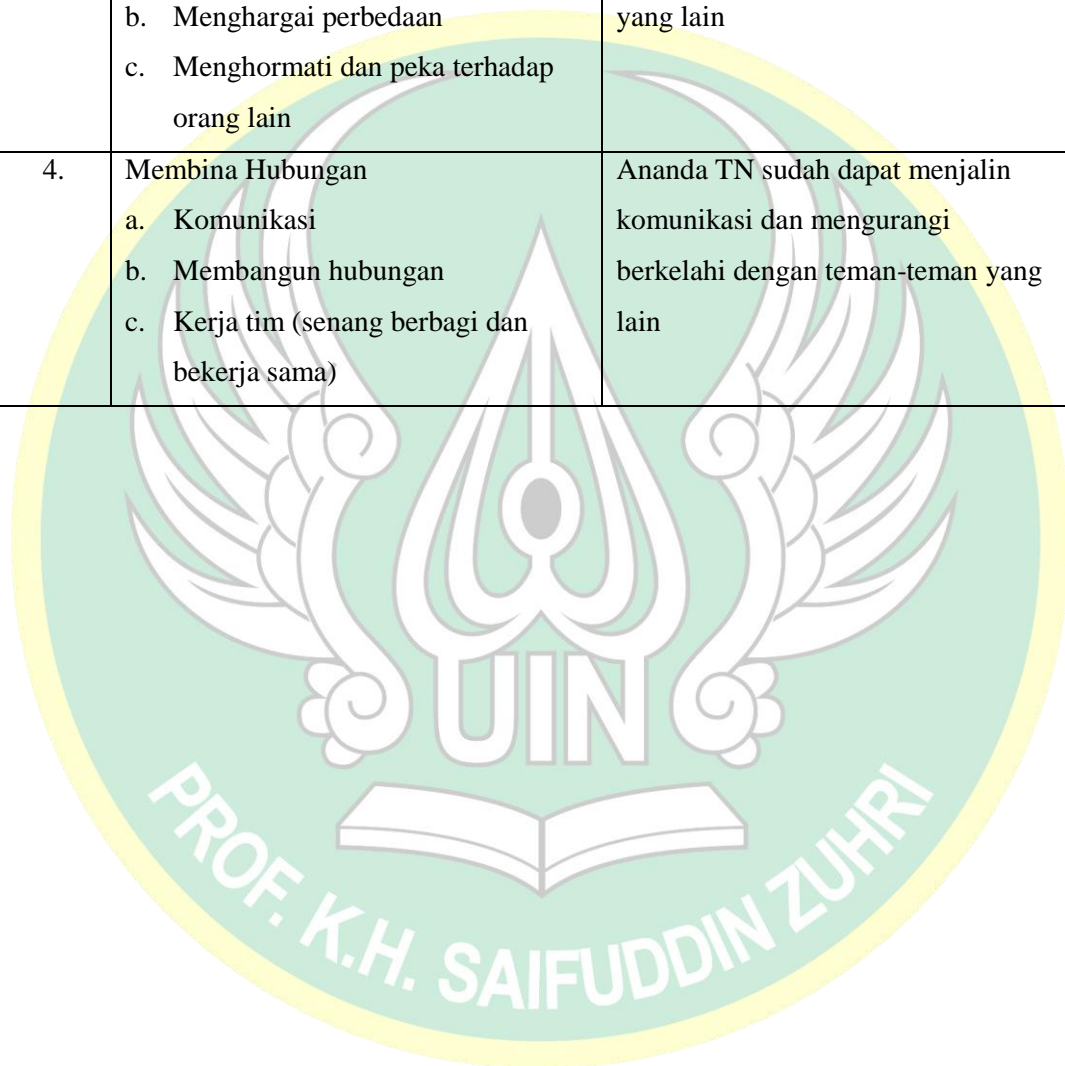 b. Menghargai perbedaan
yang lain
c. Menghormati dan peka terhadap
orang lain
4. Membina Hubungan
a. Komunikasi
b. Membangun hubungan
c. Kerja tim (senang berbagi dan
bekerja sama)
Ananda TN sudah dapat menjalin
komunikasi dan mengurangi
berkelahi dengan teman-teman yang
lain
UIN
PROF. K.H. SAIFUDDIN ZUHRI